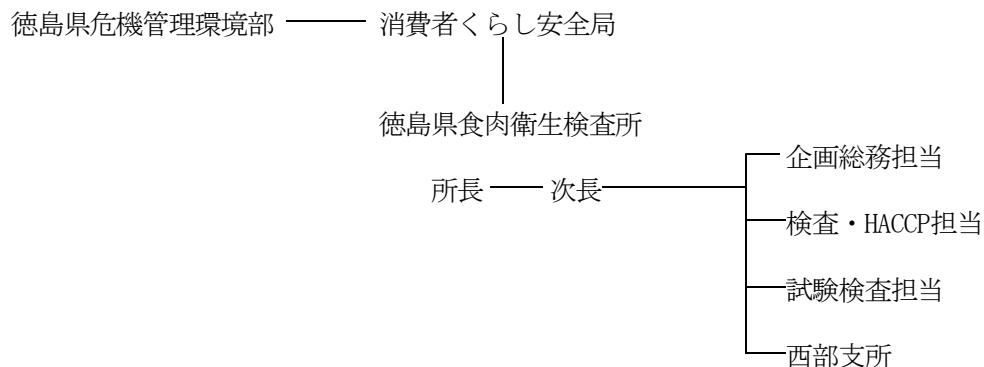 徳島県危機管理環境部 消費者くらし安全局
徳島県食肉衛生検査所
企画総務担当
所長 次長
検査・HACCP担当
試験検査担当
西部支所